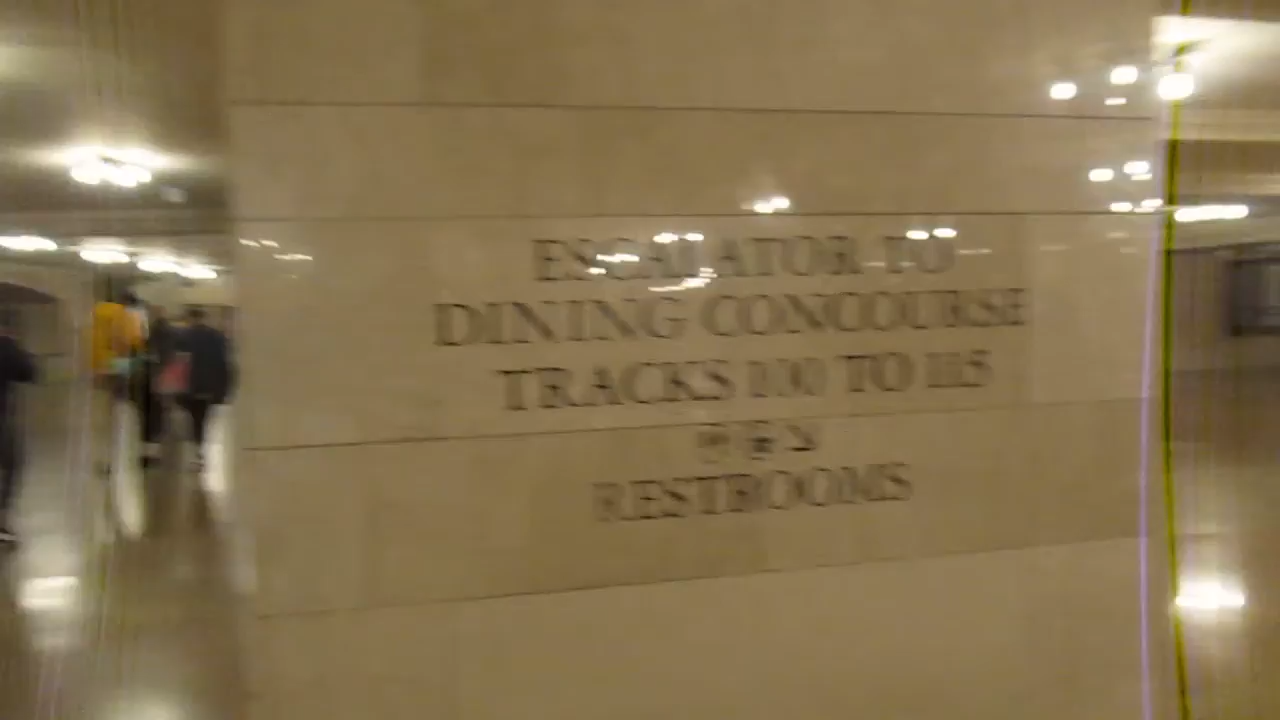 ESCALATOR TO
DINING CONCOURSE
TRACKS 100 TO 115
RESTROOMS